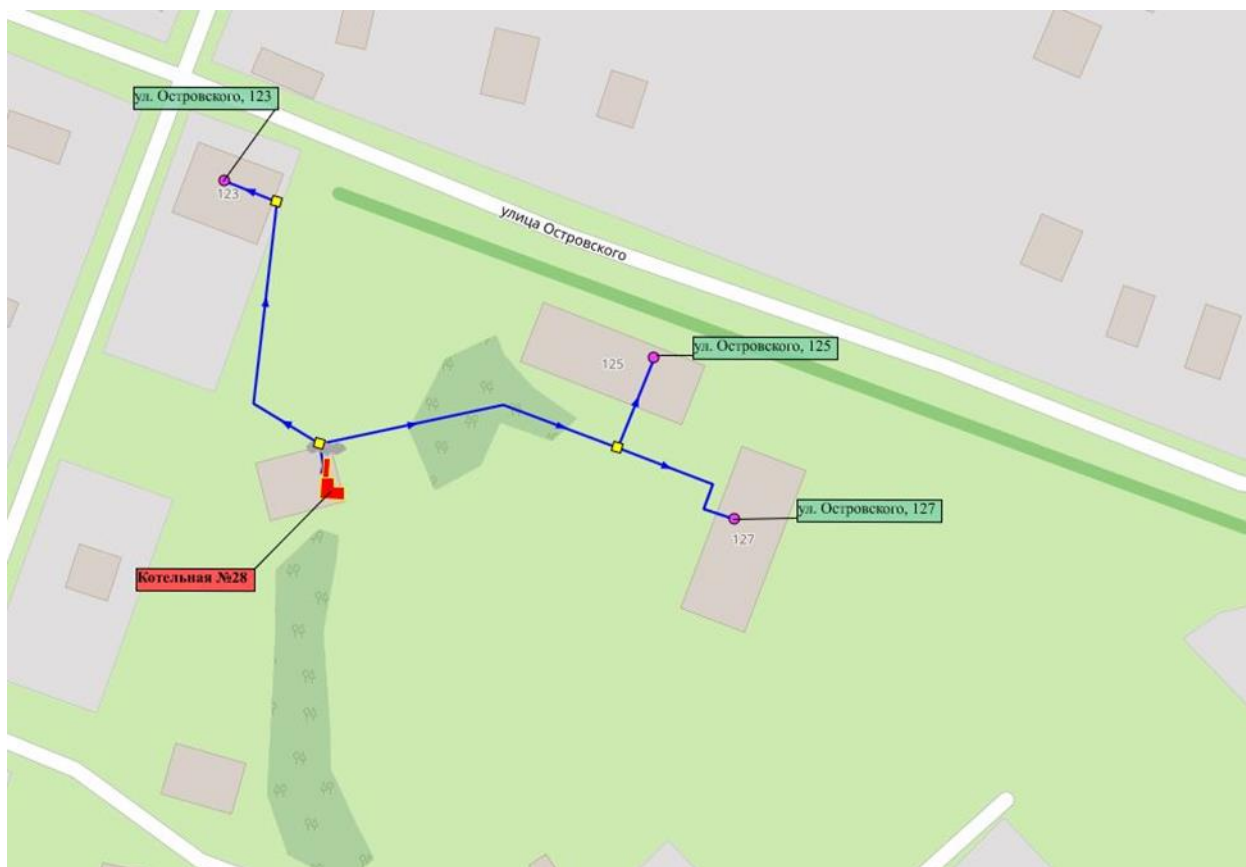 ул. Островского, 123
123
улица Островского
ул. Островского, 125
125
ул. Островского, 127
127
Котельная №28